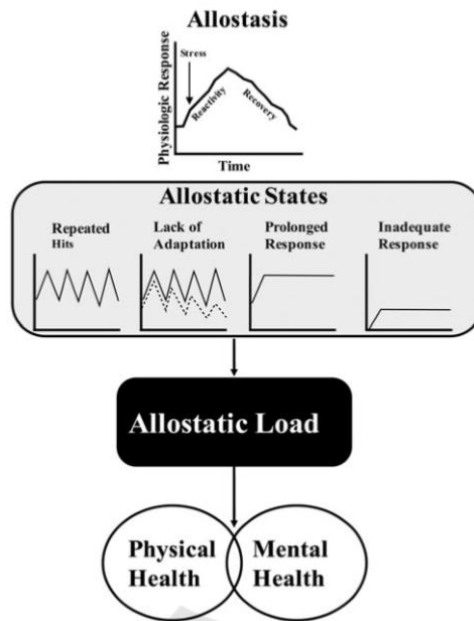 Allostasis
Physiologic Response
Stress
Reactivity
Recovery
Time
Allostatic States
Repeated
Hits
Lack of
Adaptation
Prolonged
Response
Inadequate
Response
Allostatic Load
Physical
Health
Mental
Health